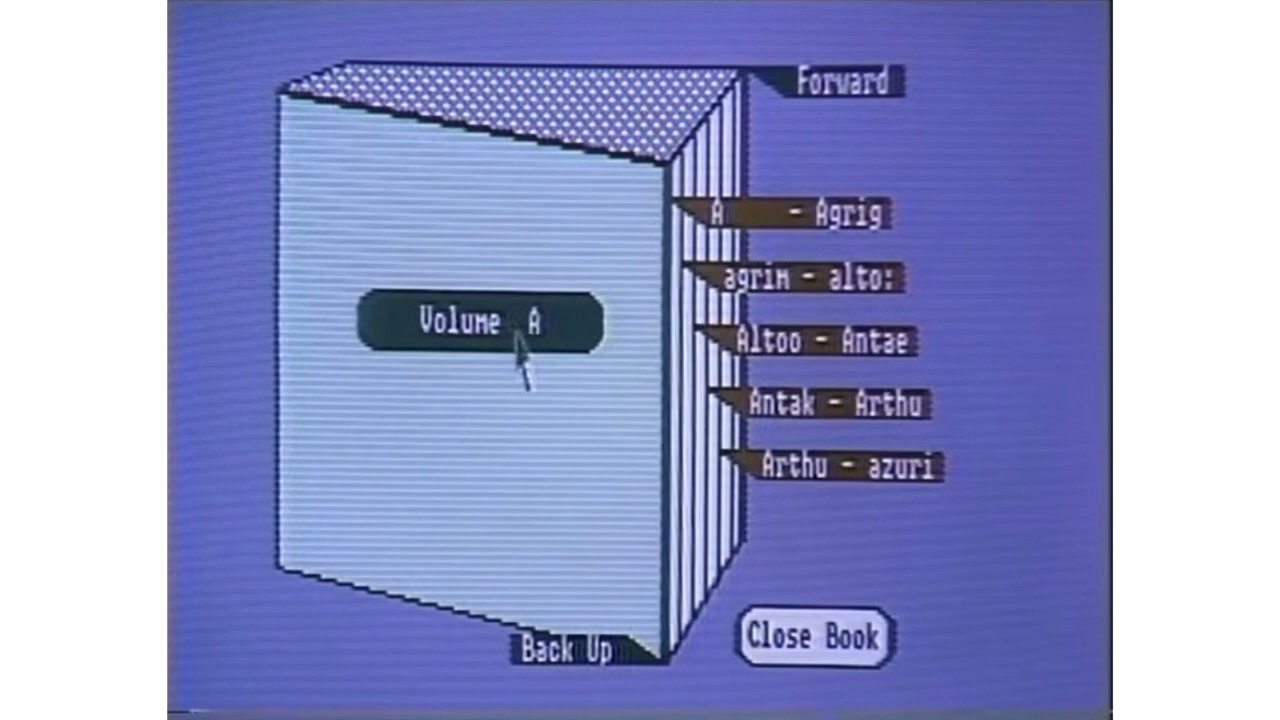 Forward
A - Agrig
agrim - alto:
Volume A
Altoo - Antae
Antak - Arthu
Arthu - azuri
Close Book
Back Up